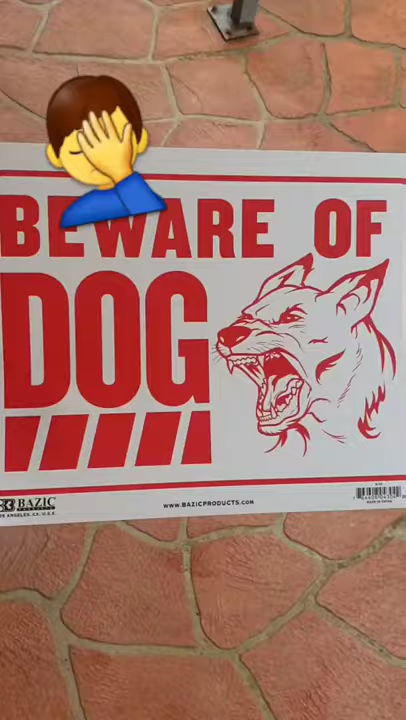 BEWARE OF
DOG
BAZIC
LOS ANGELES, CA. U.S.A.
WWW.BAZICPRODUCTS.COM
MADE IN CHINA